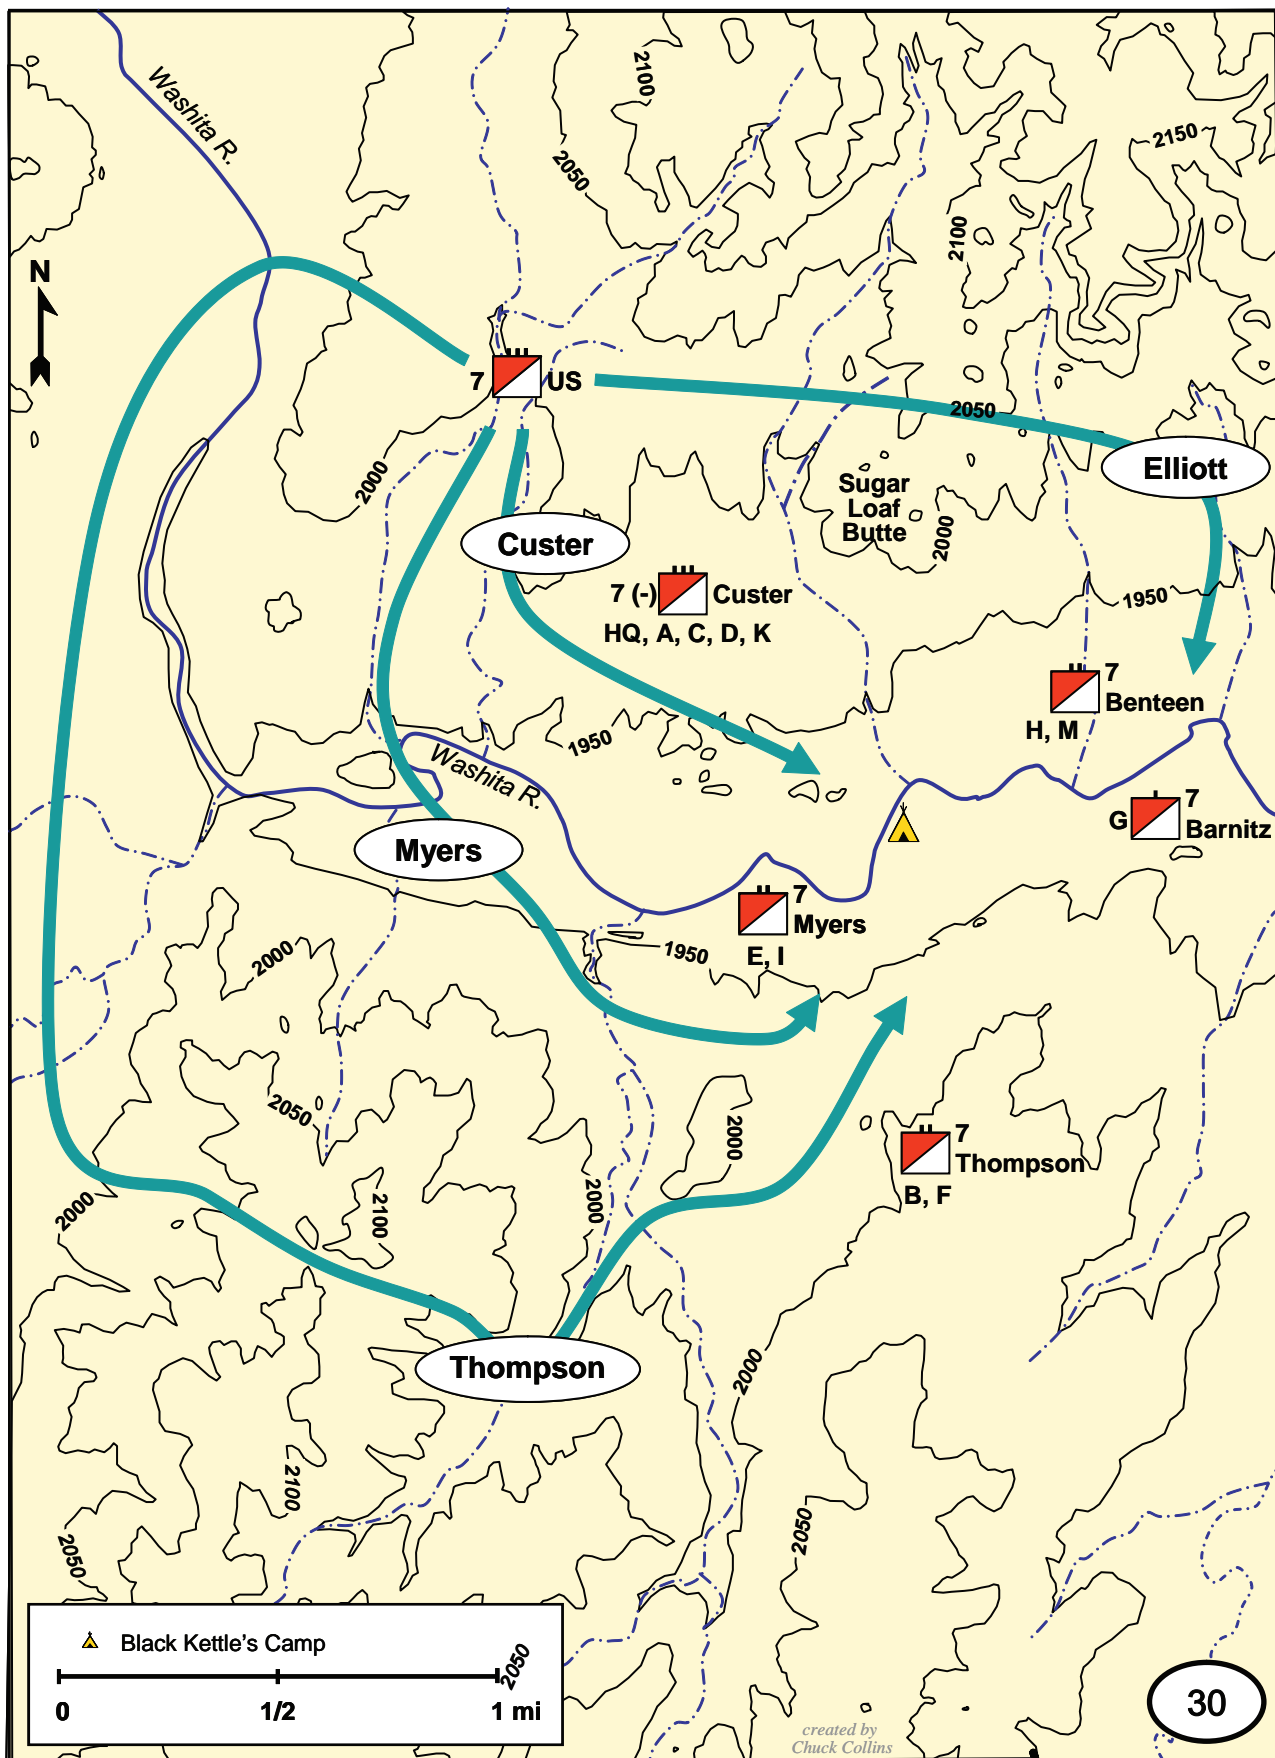 Washita R.
2100
2050
2150
2100
N
7
US
2050
Elliott
2000
Sugar
Loaf
Butte
2000
Custer
7 (-)
Custer
HQ, A, C, D, K
1950
7
Benteen
H, M
1950
Washita R.
7
G
Barnitz
Myers
7
Myers
E, I
1950
2000
2050
2000
7
Thompson
B, F
2000
2100
2000
Thompson
2000
2100
2050
2050
Black Kettle's Camp
2050
0
1/2
1 mi
30
created by
Chuck Collins